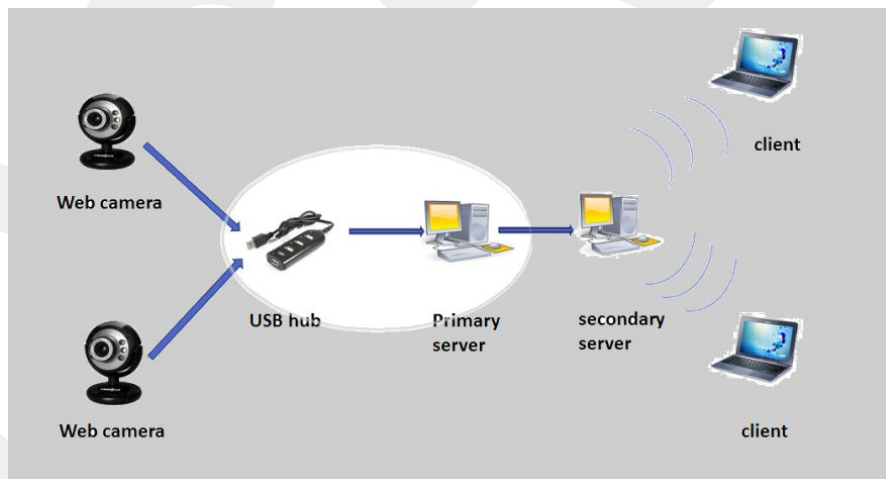 client
Web camera
USB hub
Primary
server
secondary
server
Web camera
client